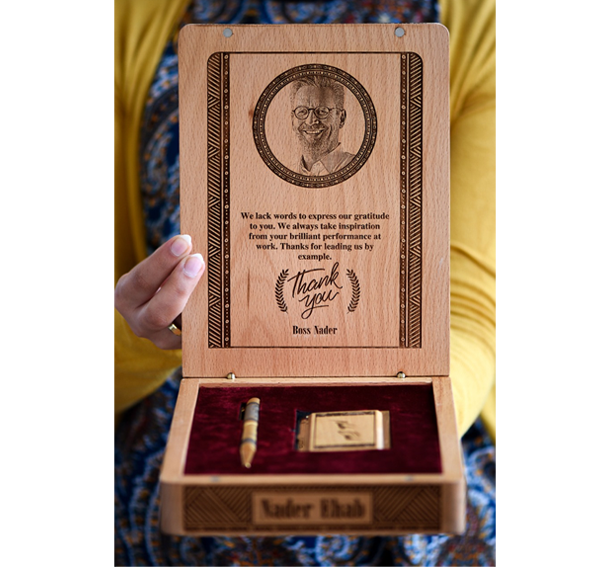 We lack words to express our gratitude
to you. We always take inspiration
from your brilliant performance at
work. Thanks for leading us by
example.
Thank
you
Boss Nader
Nader Ehab